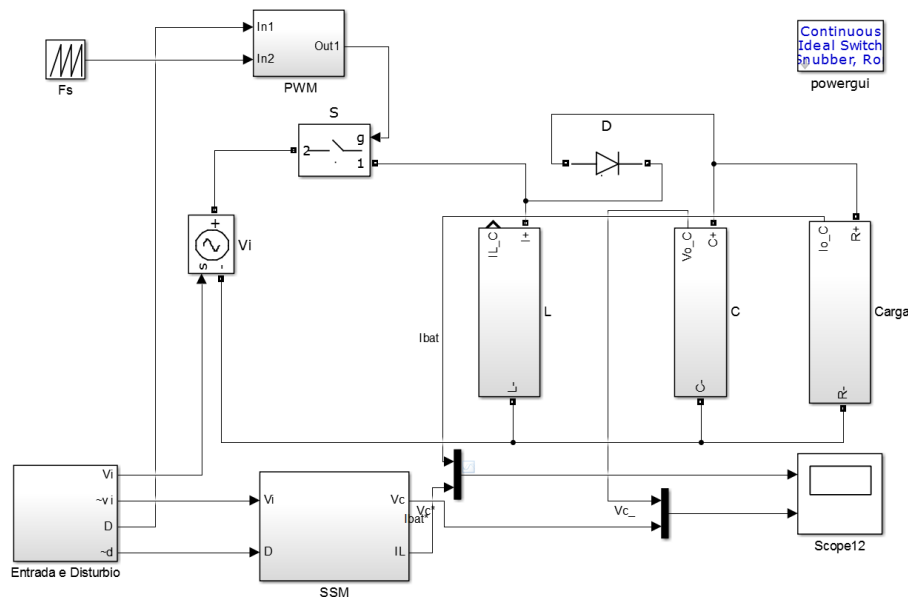 In1
In2
Out1
PWM
Fs
Continuous
Ideal Switch
Snubber, Ro
powergui
S
g
2
1
D
+
s
-
Vi
IL_C
I+
L-
L
Vo_C
C+
C-
C
Io_C
R+
R-
Carga
Ibat
Vi
~vi
D
~d
Entrada e Disturbio
Vi
D
Vc
IL
SSM
Vc*
Ibat*
Vc_
Scope12